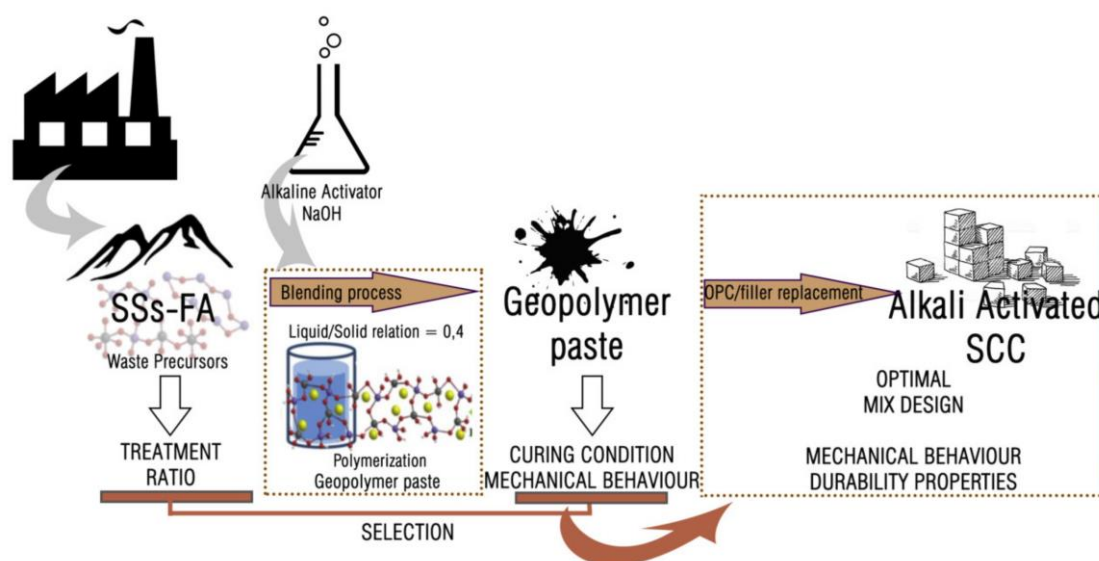 Alkaline Activator
NaOH
SSs-FA
Waste Precursors
TREATMENT
RATIO
Blending process
Liquid/Solid relation = 0,4
Polymerization
Geopolymer paste
Geopolymer
paste
CURING CONDITION
MECHANICAL BEHAVIOUR
SELECTION
OPC/filler replacement
Alkali Activated
SCC
OPTIMAL
MIX DESIGN
MECHANICAL BEHAVIOUR
DURABILITY PROPERTIES